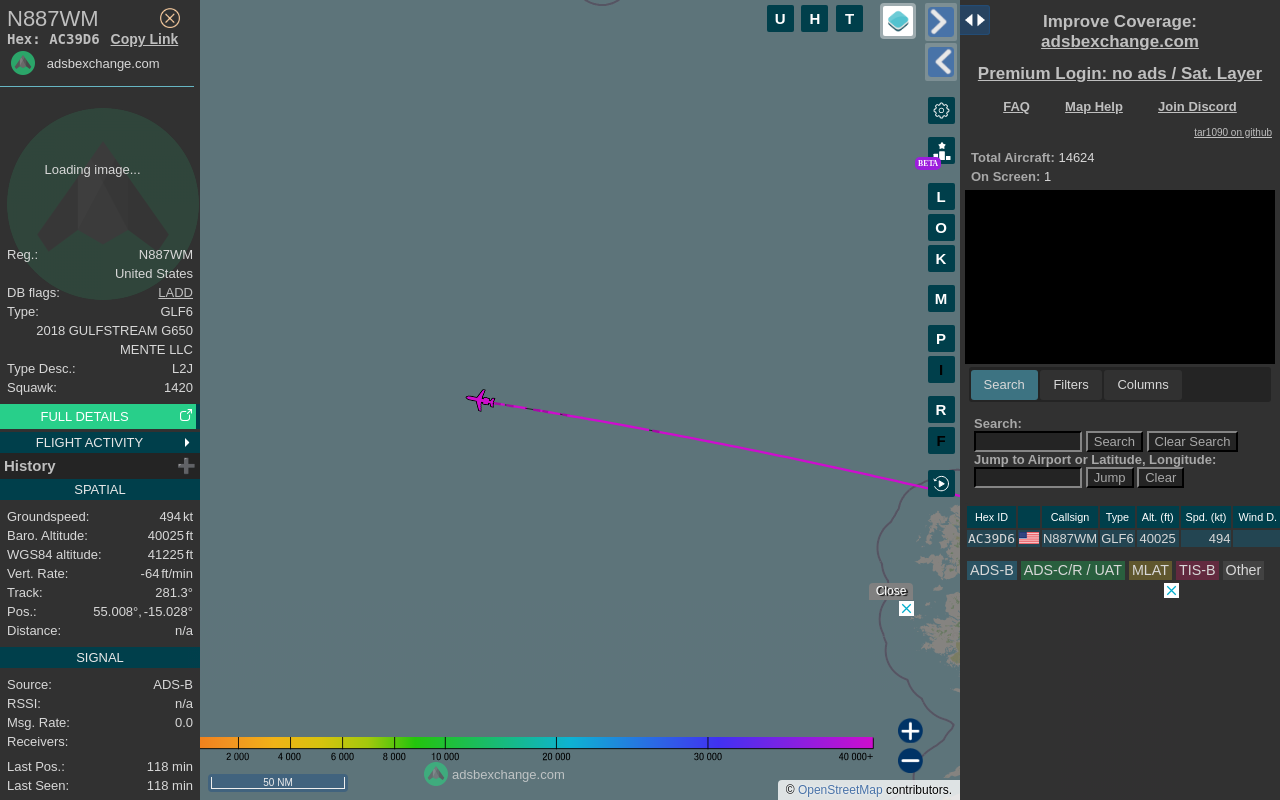 N887WM
Hex: AC39D6 Copy Link
adsbexchange.com
Loading image...
Reg.: N887WM
United States
DB flags: LADD
Type: GLF6
2018 GULFSTREAM G650
MENTE LLC
Type Desc.: L2J
Squawk: 1420
FULL DETAILS
FLIGHT ACTIVITY
History
SPATIAL
Groundspeed: 494 kt
Baro. Altitude: 40025 ft
WGS84 altitude: 41225 ft
Vert. Rate: -64 ft/min
Track: 281.3°
Pos.: 55.008°, -15.028°
Distance: n/a
SIGNAL
Source: ADS-B
RSSI: n/a
Msg. Rate: 0.0
Receivers:
Last Pos.: 118 min
Last Seen: 118 min
U H T
BETA
L
O
K
M
P
I
R
F
Close
2 000 4 000 6 000 8 000 10 000 20 000 30 000 40 000+
50 NM
adsbexchange.com
© OpenStreetMap contributors.
Improve Coverage:
adsbexchange.com
Premium Login: no ads / Sat. Layer
FAQ Map Help Join Discord
tar1090 on github
Total Aircraft: 14624
On Screen: 1
Search Filters Columns
Search:
Search Clear Search
Jump to Airport or Latitude, Longitude:
Jump Clear
Hex ID Callsign Type Alt. (ft) Spd. (kt) Wind D.
AC39D6 N887WM GLF6 40025 494
ADS-B ADS-C/R / UAT MLAT TIS-B Other